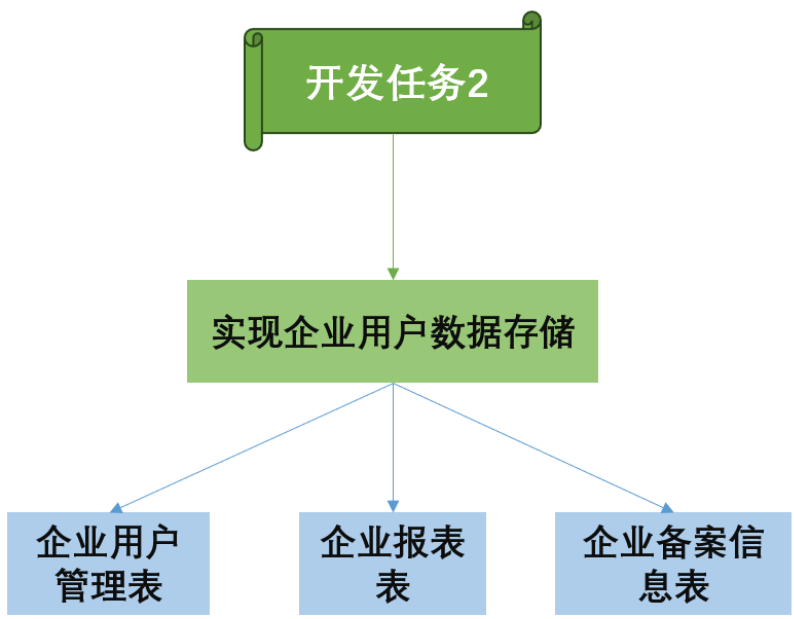 开发任务2
实现企业用户数据存储
企业用户
管理表
企业报表
表
企业备案信
息表